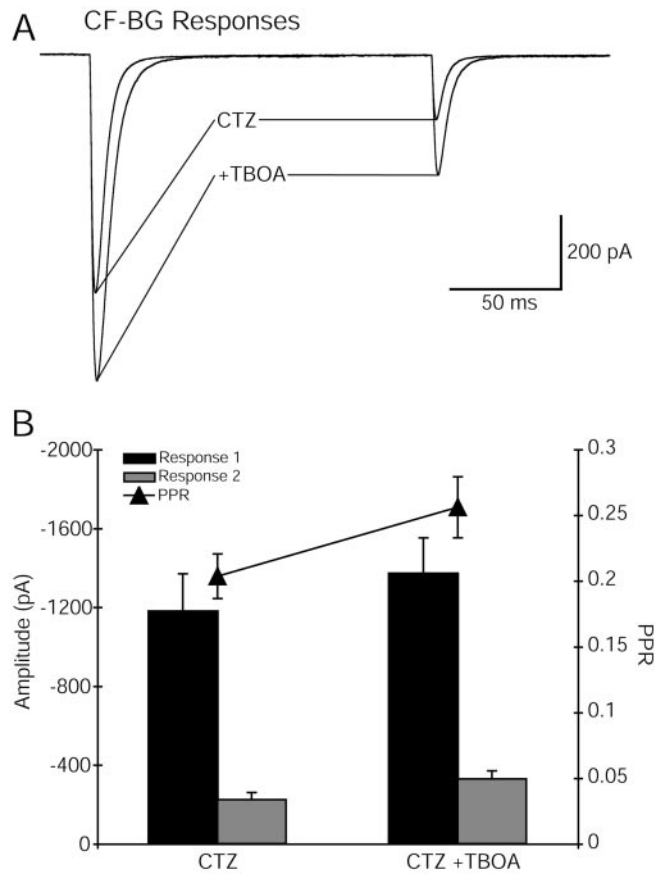 A
CF-BG Responses
CTZ
+TBOA
200 pA
50 ms
B
Response 1
Response 2
PPR
-2000
-1600
-1200
-800
-400
0
Amplitude (pA)
0.3
0.25
0.2
0.15
0.1
0.05
0
PPR
CTZ
CTZ +TBOA